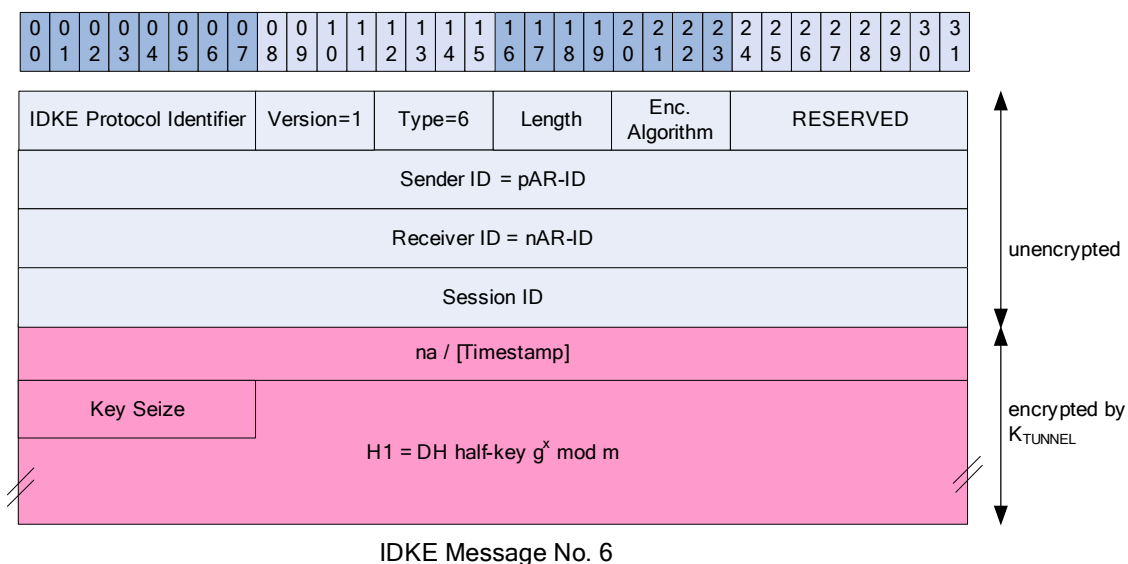 0 0 0 0 0 0 0 0 0 0 1 1 1 1 1 1 1 1 1 1 2 2 2 2 2 2 2 2 2 2 3 3
0 1 2 3 4 5 6 7 8 9 0 1 2 3 4 5 6 7 8 9 0 1 2 3 4 5 6 7 8 9 0 1
IDKE Protocol Identifier Version=1 Type=6 Length Enc. Algorithm RESERVED
Sender ID = pAR-ID
Receiver ID = nAR-ID
unencrypted
Session ID
na / [Timestamp]
Key Seize
encrypted by
K_TUNNEL
H1 = DH half-key g^x mod m
IDKE Message No. 6